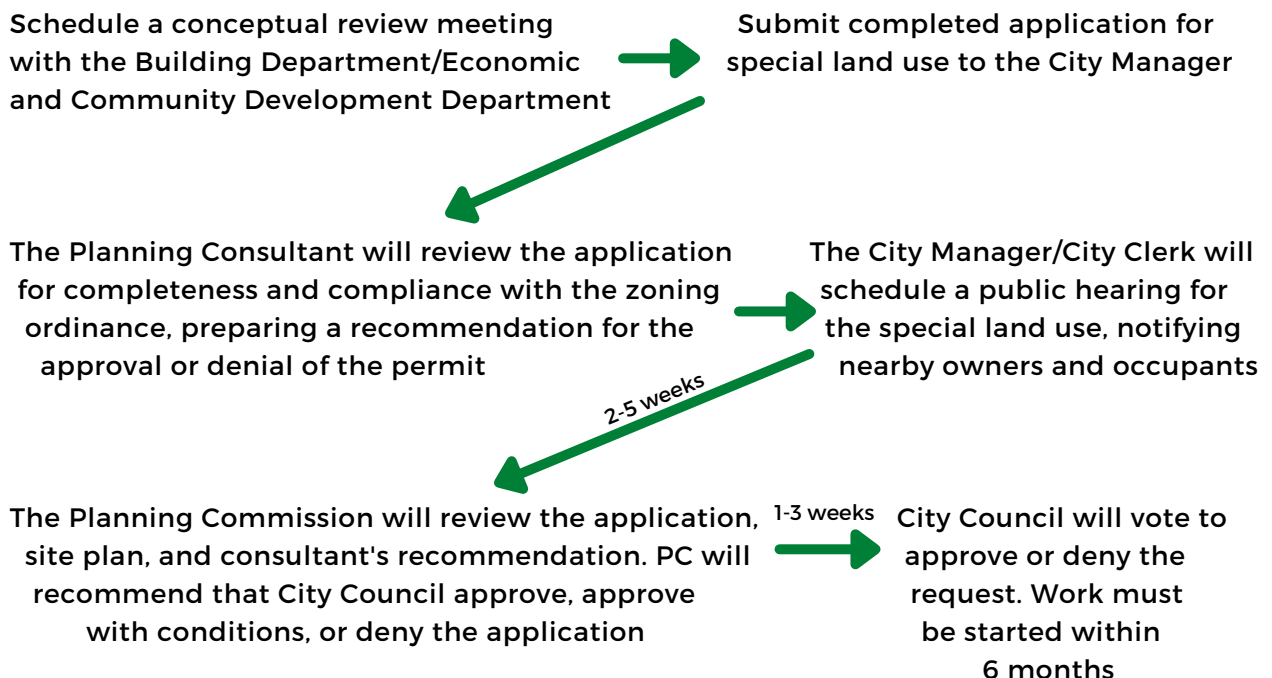 Schedule a conceptual review meeting
with the Building Department/Economic
and Community Development Department
Submit completed application for
special land use to the City Manager
The Planning Consultant will review the application
for completeness and compliance with the zoning
ordinance, preparing a recommendation for the
approval or denial of the permit
The City Manager/City Clerk will
schedule a public hearing for
the special land use, notifying
nearby owners and occupants
2-5 weeks
The Planning Commission will review the application,
site plan, and consultant's recommendation. PC will
recommend that City Council approve, approve
with conditions, or deny the application
1-3 weeks
City Council will vote to
approve or deny the
request. Work must
be started within
6 months